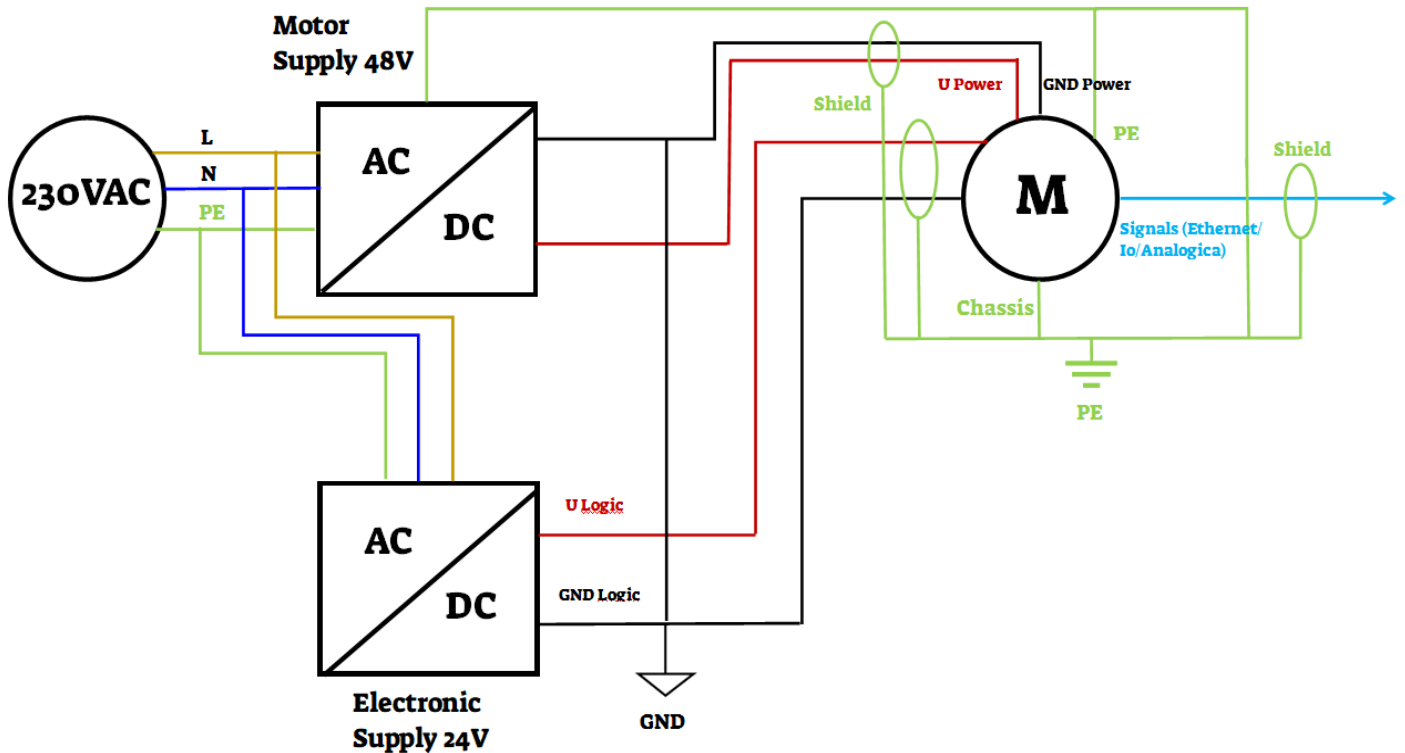 Motor
Supply 48V
230VAC
L
N
PE
AC
DC
Shield
U Power
GND Power
PE
M
Shield
Signals (Ethernet/
Io/Analogica)
Chassis
PE
AC
DC
U Logic
GND Logic
Electronic
Supply 24V
GND